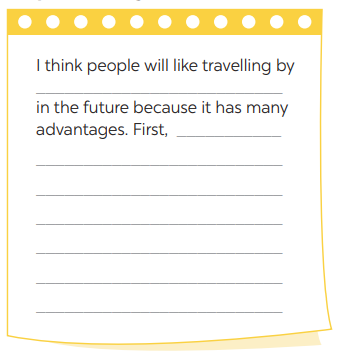 I think people will like travelling by
in the future because it has many
advantages. First,